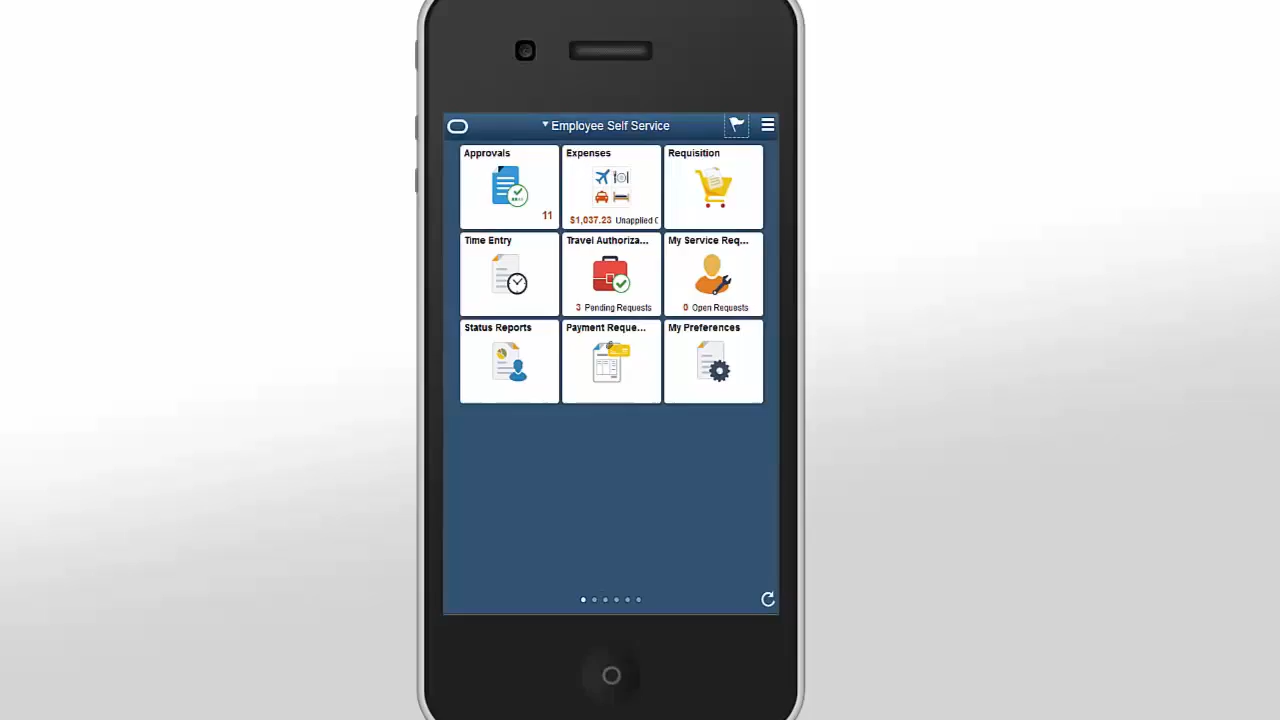 Employee Self Service
Approvals
11
Expenses
$1,037.23 Unapplied
Requisition
Time Entry
Travel Authoriza...
3 Pending Requests
My Service Req...
0 Open Requests
Status Reports
Payment Reque...
My Preferences